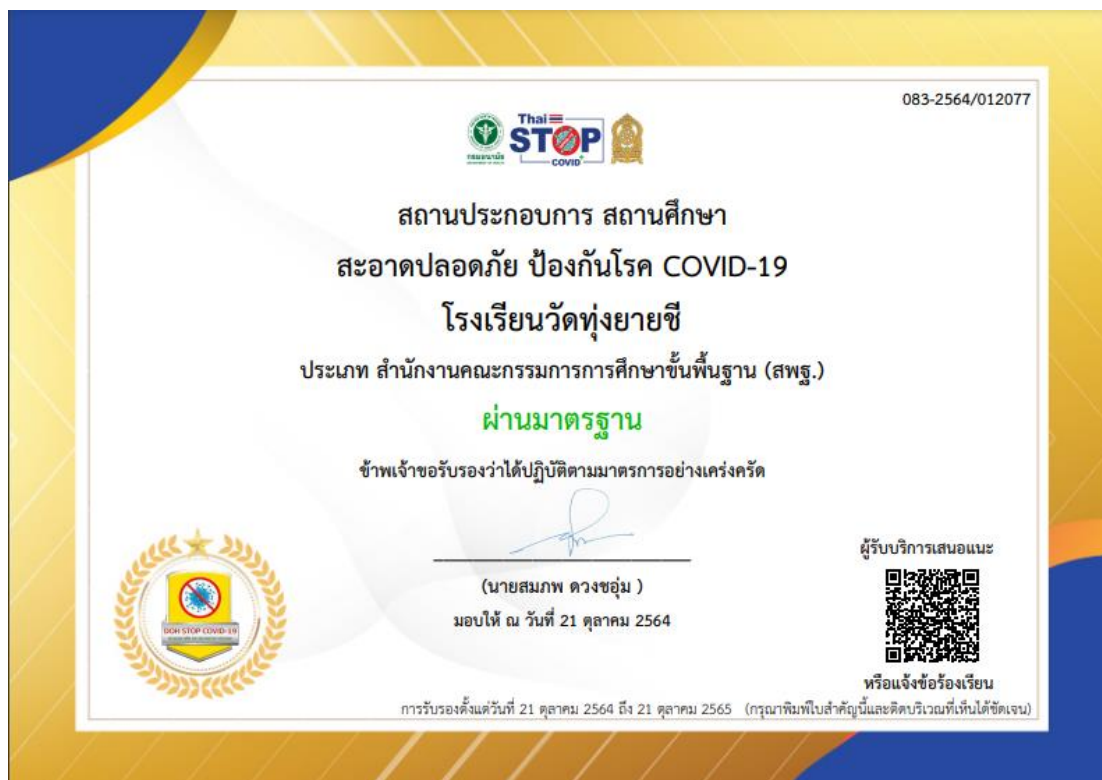 083-2564/012077
กรมอนามัย
Thai
STOP
COVID
สถานประกอบการ สถานศึกษา
สะอาดปลอดภัย ป้องกันโรค COVID-19
โรงเรียนวัดทุ่งยายชี
ประเภท สำนักงานคณะกรรมการการศึกษาขั้นพื้นฐาน (สพฐ.)
ผ่านมาตรฐาน
ข้าพเจ้าขอรับรองว่าได้ปฏิบัติตามมาตรการอย่างเคร่งครัด
(นายสมภพ ดวงชอุ่ม )
มอบให้ ณ วันที่ 21 ตุลาคม 2564
DOH STOP COVID-19
ผู้รับบริการเสนอแนะ
หรือแจ้งข้อร้องเรียน
การรับรองตั้งแต่วันที่ 21 ตุลาคม 2564 ถึง 21 ตุลาคม 2565 (กรุณาพิมพ์ใบสำคัญนี้และติดบริเวณที่เห็นได้ชัดเจน)